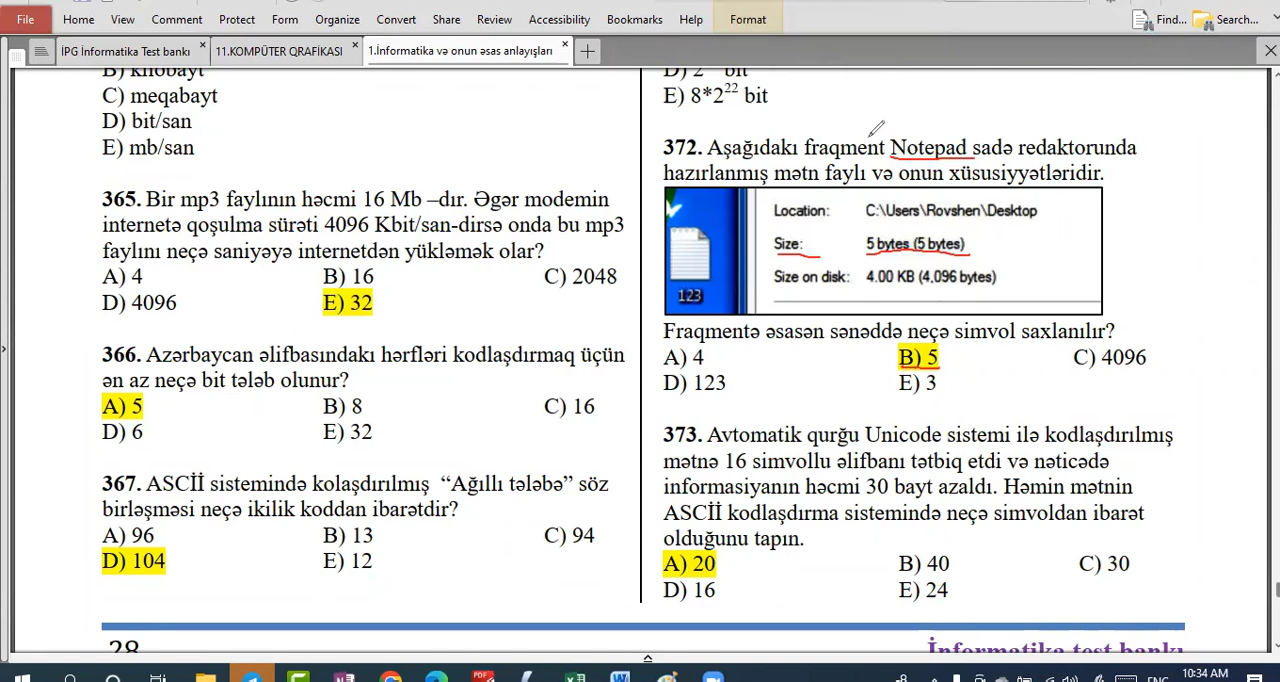 File Home View Comment Protect Form Organize Convert Share Review Accessibility Bookmarks Help Format Find... Search...
İPG İnformatika Test bankı 11.KOMPÜTER QRAFİKASI 1.İnformatika və onun əsas anlayışları
B) kilobayt
C) meqabayt
D) bit/san
E) mb/san
365. Bir mp3 faylının həcmi 16 Mb –dır. Əgər modemin
internetə qoşulma sürəti 4096 Kbit/san-dirsə onda bu mp3
faylını neçə saniyəyə internetdən yükləmək olar?
A) 4 B) 16 C) 2048
D) 4096 E) 32
366. Azərbaycan əlifbasındakı hərfləri kodlaşdırmaq üçün
ən az neçə bit tələb olunur?
A) 5 B) 8 C) 16
D) 6 E) 32
367. ASCİİ sistemində kolaşdırılmış “Ağıllı tələbə” söz
birləşməsi neçə ikilik koddan ibarətdir?
A) 96 B) 13 C) 94
D) 104 E) 12
28
E) 8*2²² bit
372. Aşağıdakı fraqment Notepad sadə redaktorunda
hazırlanmış mətn faylı və onun xüsusiyyətləridir.
Location: C:\Users\Rovshen\Desktop
Size: 5 bytes (5 bytes)
Size on disk: 4.00 KB (4.096 bytes)
123
Fraqmentə əsasən sənəddə neçə simvol saxlanılır?
A) 4 B) 5 C) 4096
D) 123 E) 3
373. Avtomatik qurğu Unicode sistemi ilə kodlaşdırılmış
mətnə 16 simvollu əlifbanı tətbiq etdi və nəticədə
informasiyanın həcmi 30 bayt azaldı. Həmin mətnin
ASCİİ kodlaşdırma sistemində neçə simvoldan ibarət
olduğunu tapın.
A) 20 B) 40 C) 30
D) 16 E) 24
İnformatika test bankı
ENG 10:34 AM